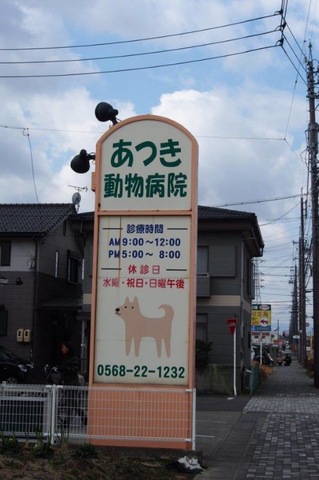 あつき
動物病院
診療時間
AM 9:00~12:00
PM 5:00~ 8:00
休診日
水曜・祝日・日曜午後
0568-22-1232